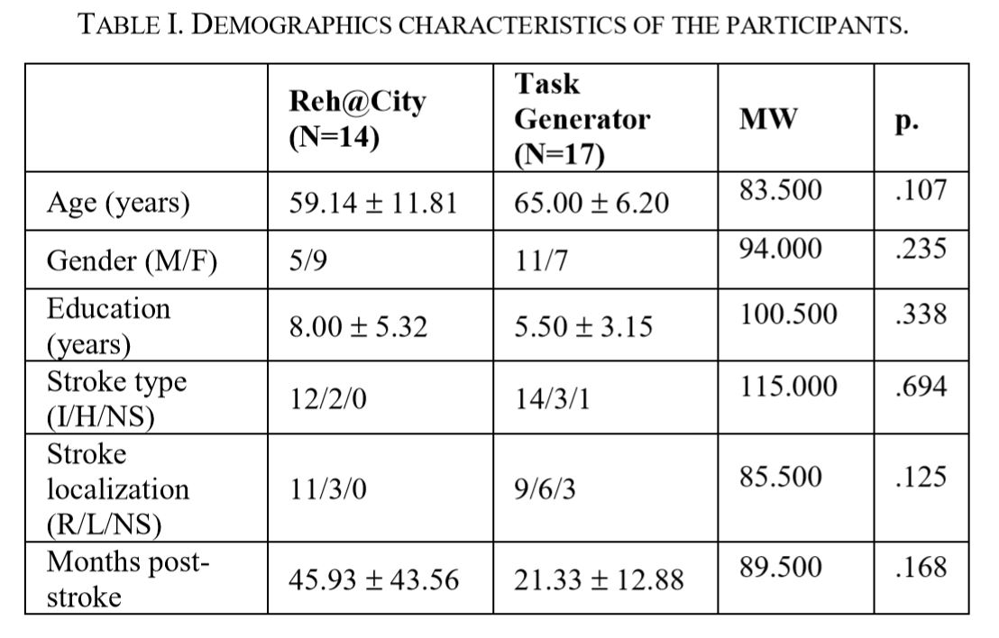 TABLE I. DEMOGRAPHICS CHARACTERISTICS OF THE PARTICIPANTS.
Reh@City (N=14) Task Generator (N=17) MW p.
Age (years) 59.14 ± 11.81 65.00 ± 6.20 83.500 .107
Gender (M/F) 5/9 11/7 94.000 .235
Education (years) 8.00 ± 5.32 5.50 ± 3.15 100.500 .338
Stroke type (I/H/NS) 12/2/0 14/3/1 115.000 .694
Stroke localization (R/L/NS) 11/3/0 9/6/3 85.500 .125
Months post-stroke 45.93 ± 43.56 21.33 ± 12.88 89.500 .168